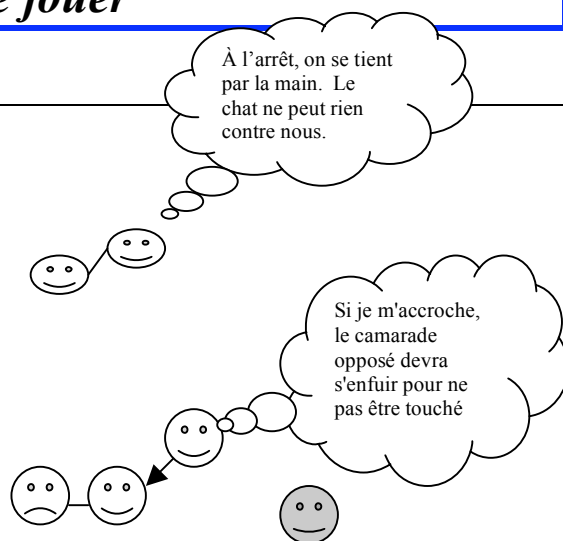 jouer
À l'arrêt, on se tient
par la main. Le
chat ne peut rien
contre nous.
Si je m'accroche,
le camarade
opposé devra
s'enfuir pour ne
pas être touché